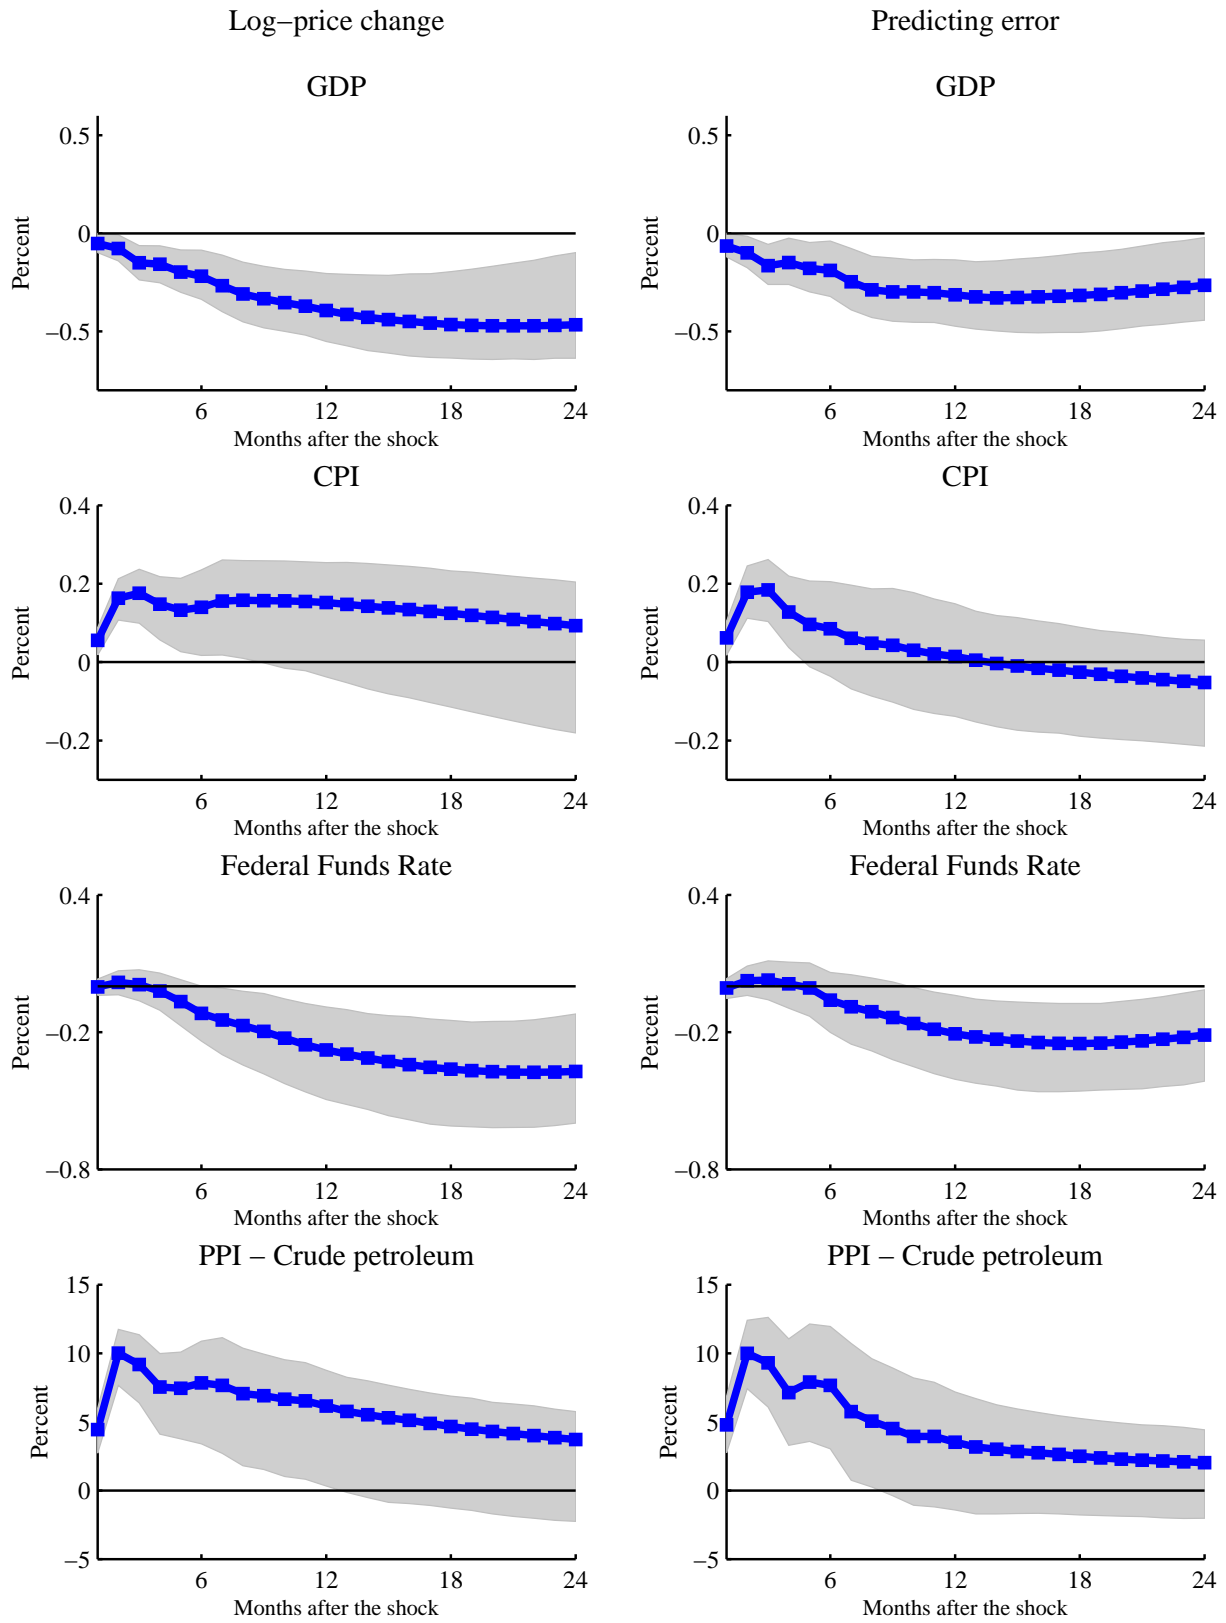 Log−price change
Predicting error
GDP
GDP
0.5
0
−0.5
Percent
6 12 18 24
Months after the shock
0.5
0
−0.5
Percent
6 12 18 24
Months after the shock
CPI
CPI
0.4
0.2
0
−0.2
Percent
6 12 18 24
Months after the shock
0.4
0.2
0
−0.2
Percent
6 12 18 24
Months after the shock
Federal Funds Rate
Federal Funds Rate
0.4
−0.2
−0.8
Percent
6 12 18 24
Months after the shock
0.4
−0.2
−0.8
Percent
6 12 18 24
Months after the shock
PPI − Crude petroleum
PPI − Crude petroleum
15
10
5
0
−5
Percent
6 12 18 24
Months after the shock
15
10
5
0
−5
Percent
6 12 18 24
Months after the shock